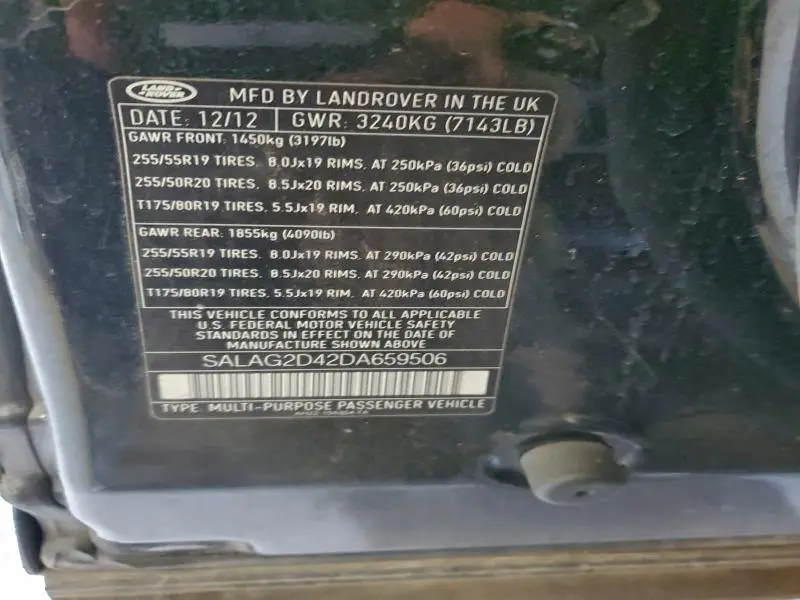 LAND
ROVER
MFD BY LANDROVER IN THE UK
DATE: 12/12 GWR: 3240KG (7143LB)
GAWR FRONT: 1450kg (3197lb)
255/55R19 TIRES. 8.0Jx19 RIMS. AT 250kPa (36psi) COLD
255/50R20 TIRES. 8.5Jx20 RIMS. AT 250kPa (36psi) COLD
T175/80R19 TIRES. 5.5Jx19 RIM. AT 420kPa (60psi) COLD
GAWR REAR: 1855kg (4090lb)
255/55R19 TIRES. 8.0Jx19 RIMS. AT 290kPa (42psi) COLD
255/50R20 TIRES. 8.5Jx20 RIMS. AT 290kPa (42psi) COLD
T175/80R19 TIRES. 5.5Jx19 RIM. AT 420kPa (60psi) COLD
THIS VEHICLE CONFORMS TO ALL APPLICABLE
U.S. FEDERAL MOTOR VEHICLE SAFETY
STANDARDS IN EFFECT ON THE DATE OF
MANUFACTURE SHOWN ABOVE
SALAG2D42DA659506
TYPE: MULTI-PURPOSE PASSENGER VEHICLE